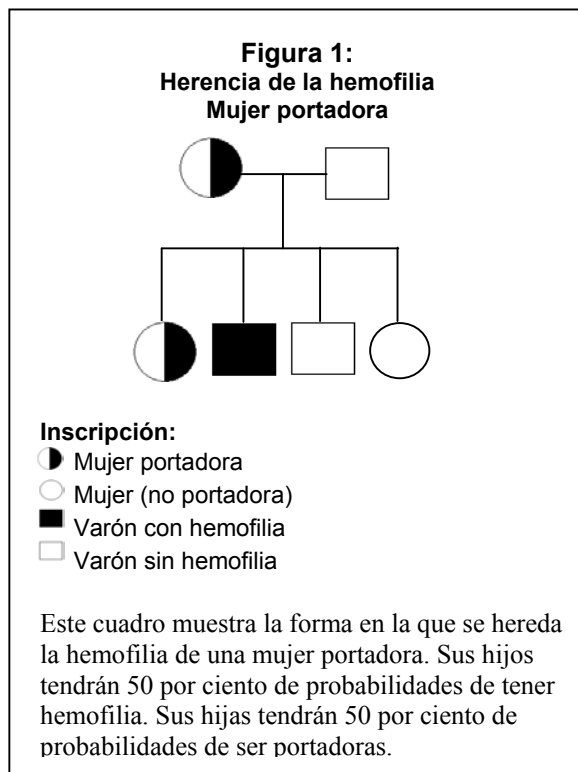 Figura 1:
Herencia de la hemofilia
Mujer portadora
Inscripción:
Mujer portadora
Mujer (no portadora)
Varón con hemofilia
Varón sin hemofilia
Este cuadro muestra la forma en la que se hereda
la hemofilia de una mujer portadora. Sus hijos
tendrán 50 por ciento de probabilidades de tener
hemofilia. Sus hijas tendrán 50 por ciento de
probabilidades de ser portadoras.